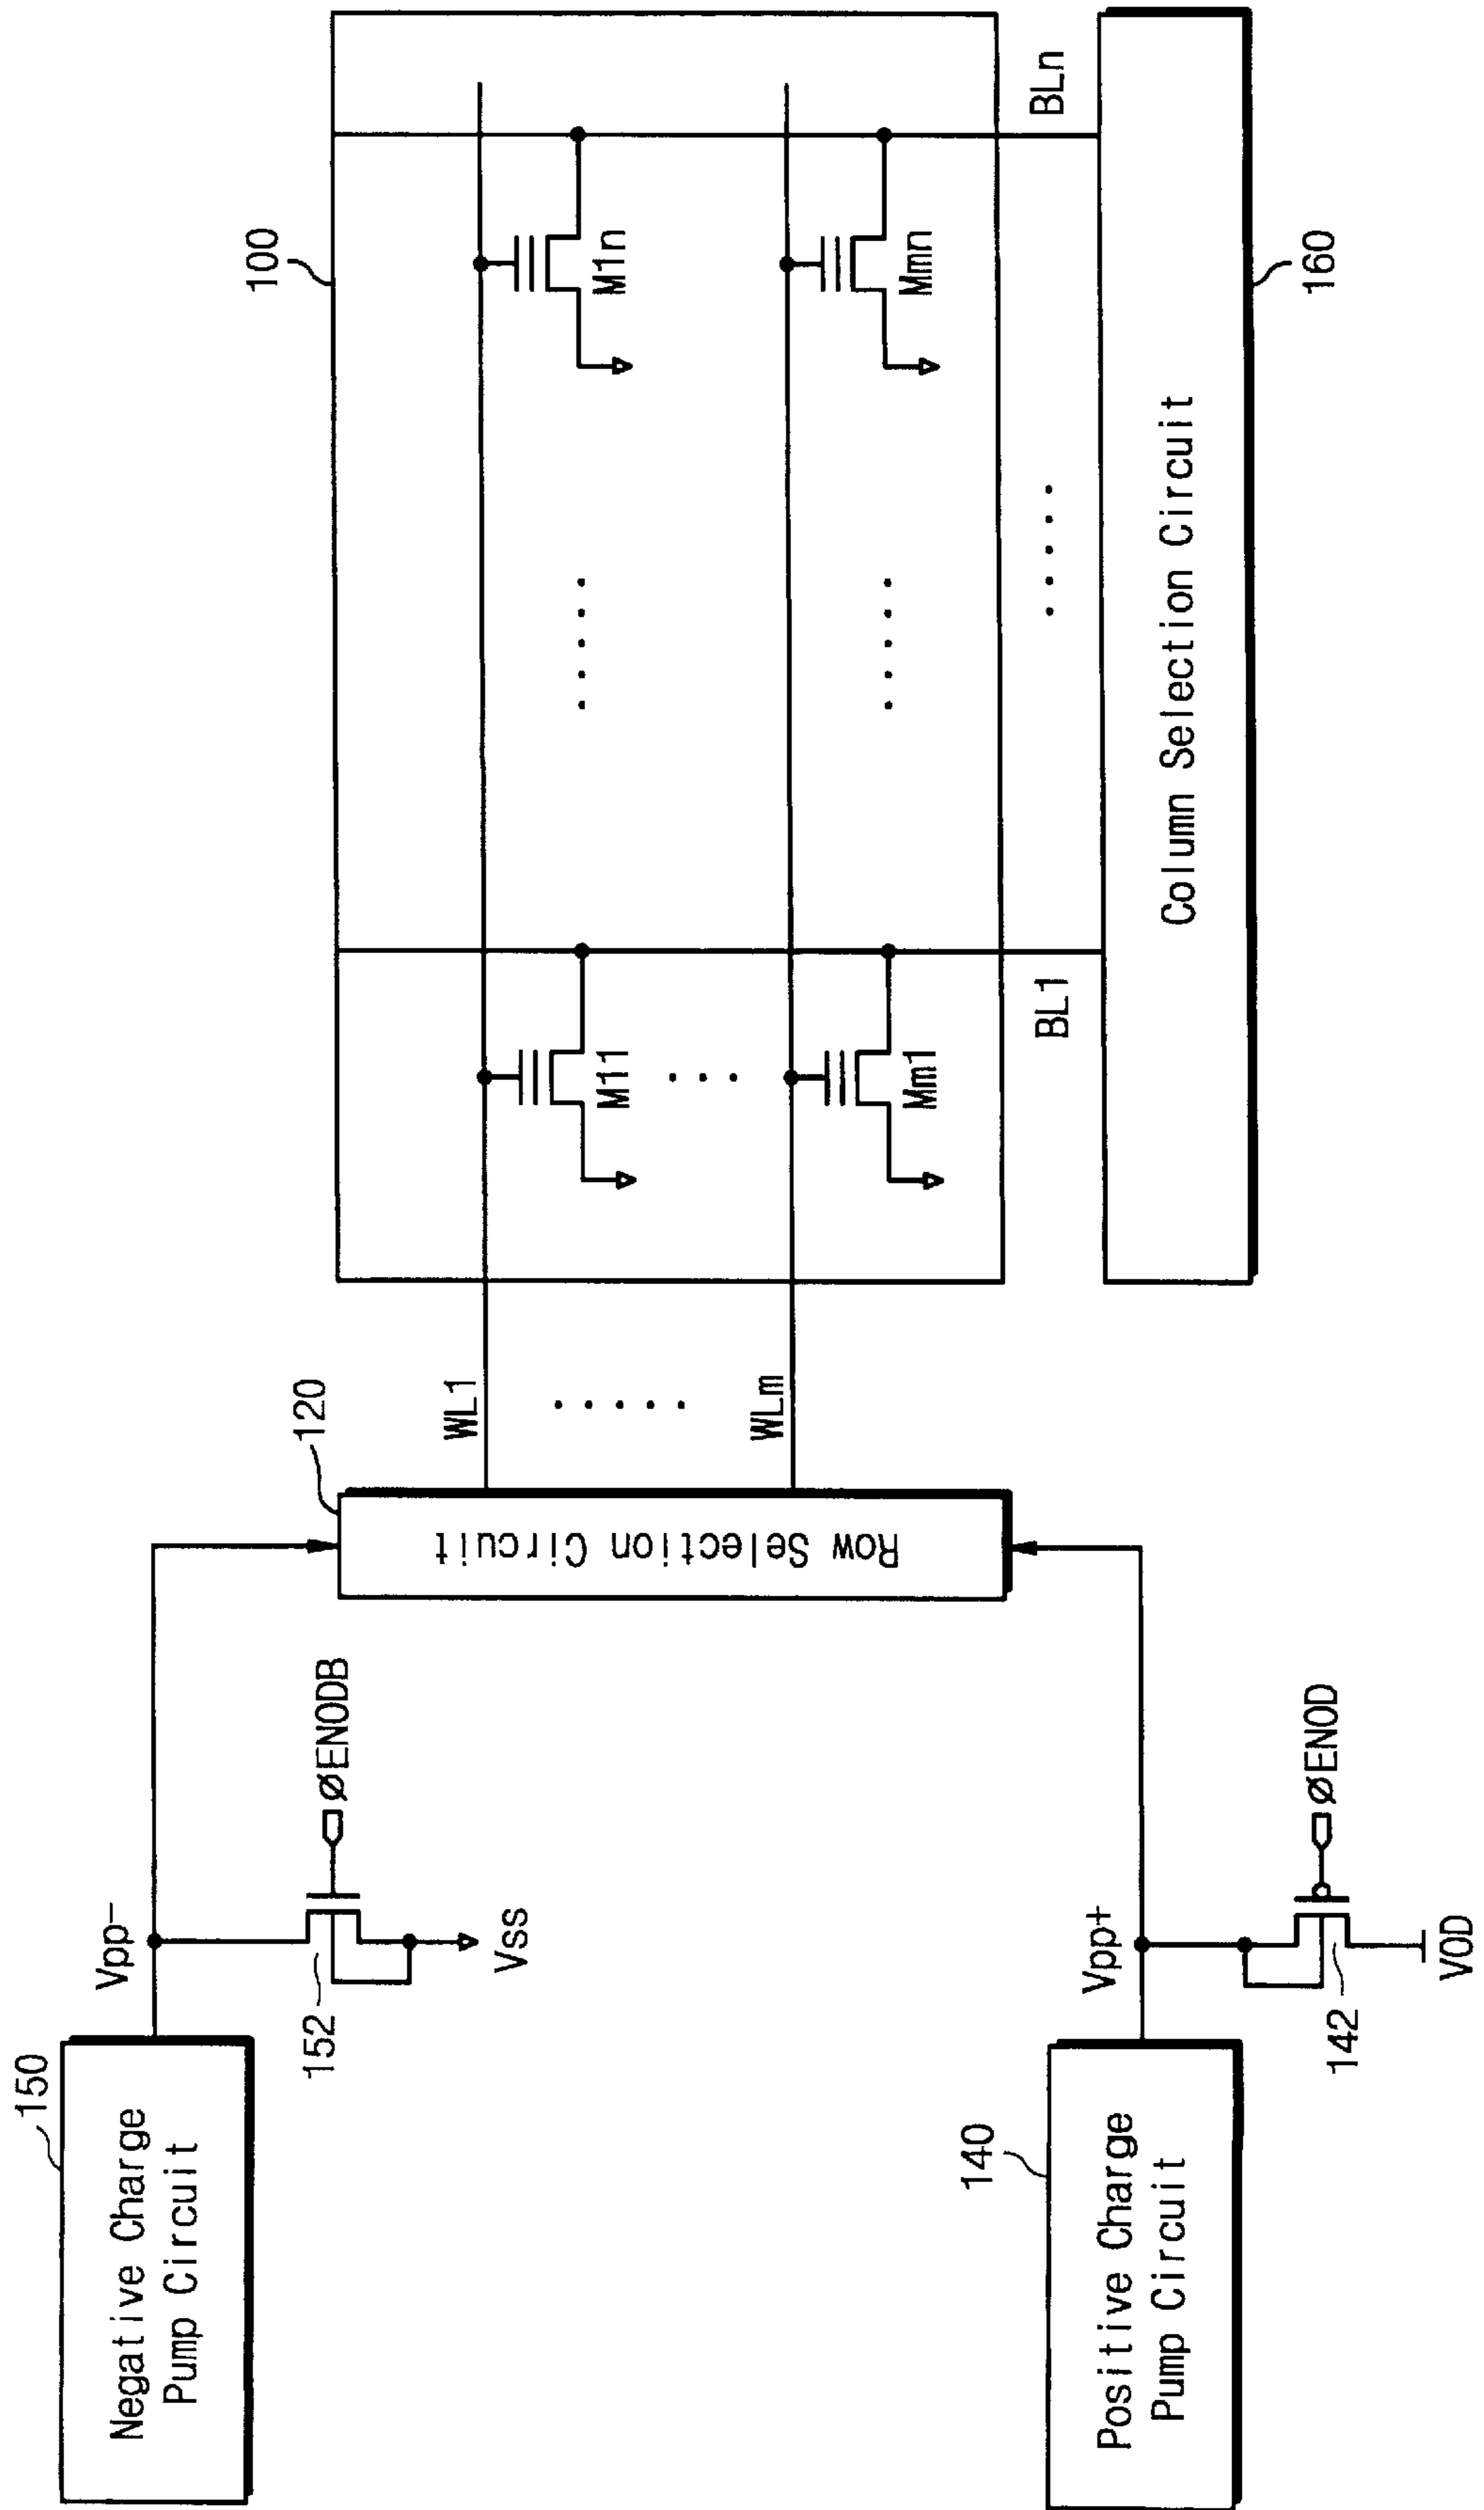 150
Negative Charge
Pump Circuit
Vpp-
152
Vss
ØENODB
140
Positive Charge
Pump Circuit
Vpp+
142
VOD
ØENOD
120
Row Selection Circuit
WL1
.....
WLm
100
M11
...
Mm1
.....
.....
M1n
Mmn
BL1
.....
BLn
Column Selection Circuit
160